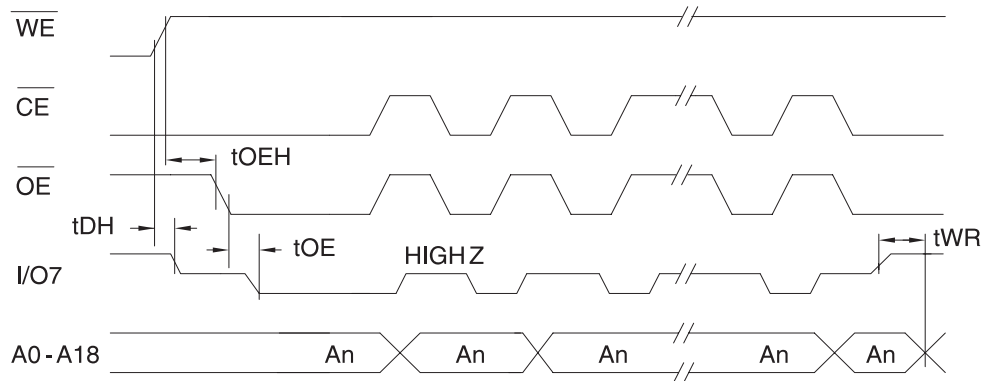 WE
CE
tOEH
OE
tDH
tOE
tWR
HIGH Z
I/O7
A0 - A18
An
An
An
An
An